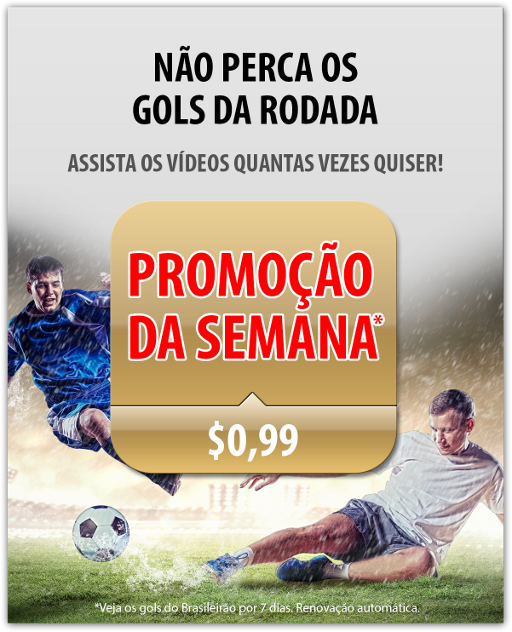 NÃO PERCA OS
GOLS DA RODADA
ASSISTA OS VÍDEOS QUANTAS VEZES QUISER!
PROMOÇÃO
DA SEMANA*
$0,99
*Veja os gols do Brasileirão por 7 dias. Renovação automática.